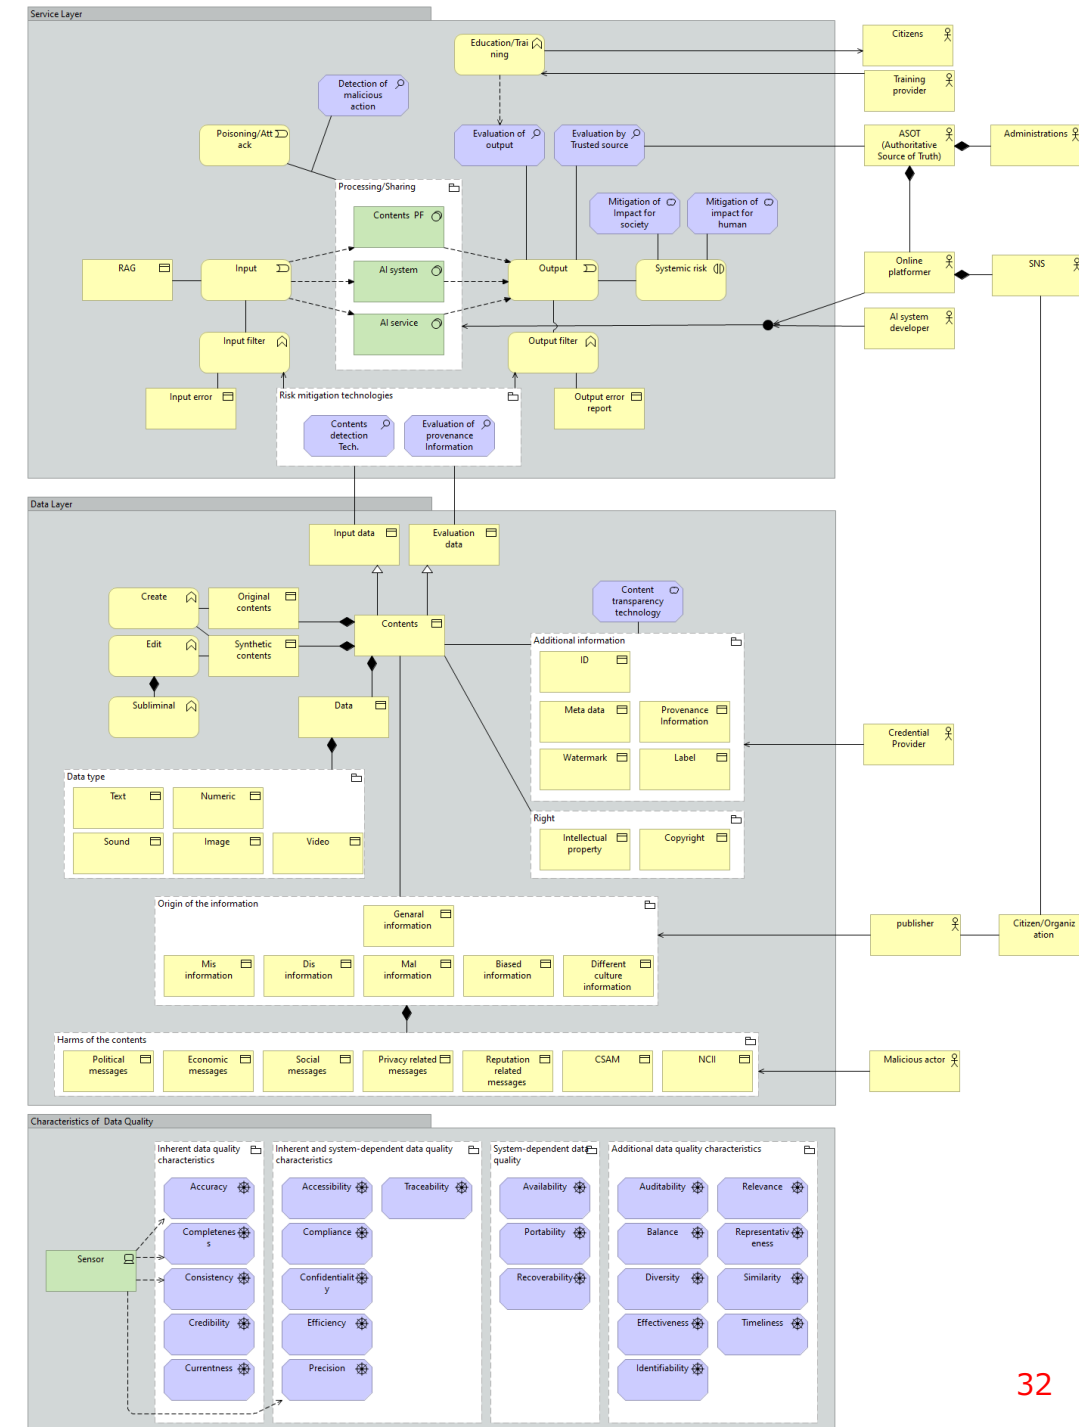 Service Layer
Education/Trai
ning
Citizens
Training
provider
Detection of
malicious
action
Poisoning/Att
ack
Evaluation of
output
Evaluation by
Trusted source
ASOT
(Authoritative
Source of Truth)
Administrations
Processing/Sharing
Contents PF
Mitigation of
Impact for
society
Mitigation of
impact for
human
RAG
Input
AI system
Output
Systemic risk
Online
platformer
SNS
AI service
AI system
developer
Input filter
Output filter
Input error
Risk mitigation technologies
Output error
report
Contents
detection
Tech.
Evaluation of
provenance
Information
Data Layer
Input data
Evaluation
data
Create
Original
contents
Contents
Content
transparency
technology
Edit
Synthetic
contents
Additional information
ID
Subliminal
Data
Meta data
Provenance
Information
Credential
Provider
Watermark
Label
Data type
Text
Numeric
Sound
Image
Video
Right
Intellectual
property
Copyright
Origin of the information
Genaral
information
publisher
Citizen/Organiz
ation
Mis
information
Dis
information
Mal
information
Biased
information
Different
culture
information
Harms of the contents
Political
messages
Economic
messages
Social
messages
Privacy related
messages
Reputation
related
messages
CSAM
NCII
Malicious actor
Characteristics of Data Quality
Inherent data quality
characteristics
Inherent and system-dependent data quality
characteristics
System-dependent data
quality
Additional data quality characteristics
Accuracy
Accessibility
Traceability
Availability
Auditability
Relevance
Completenes
s
Compliance
Portability
Balance
Representativ
eness
Sensor
Consistency
Confidentialit
y
Recoverability
Diversity
Similarity
Credibility
Efficiency
Effectiveness
Timeliness
Currentness
Precision
Identifiability
32